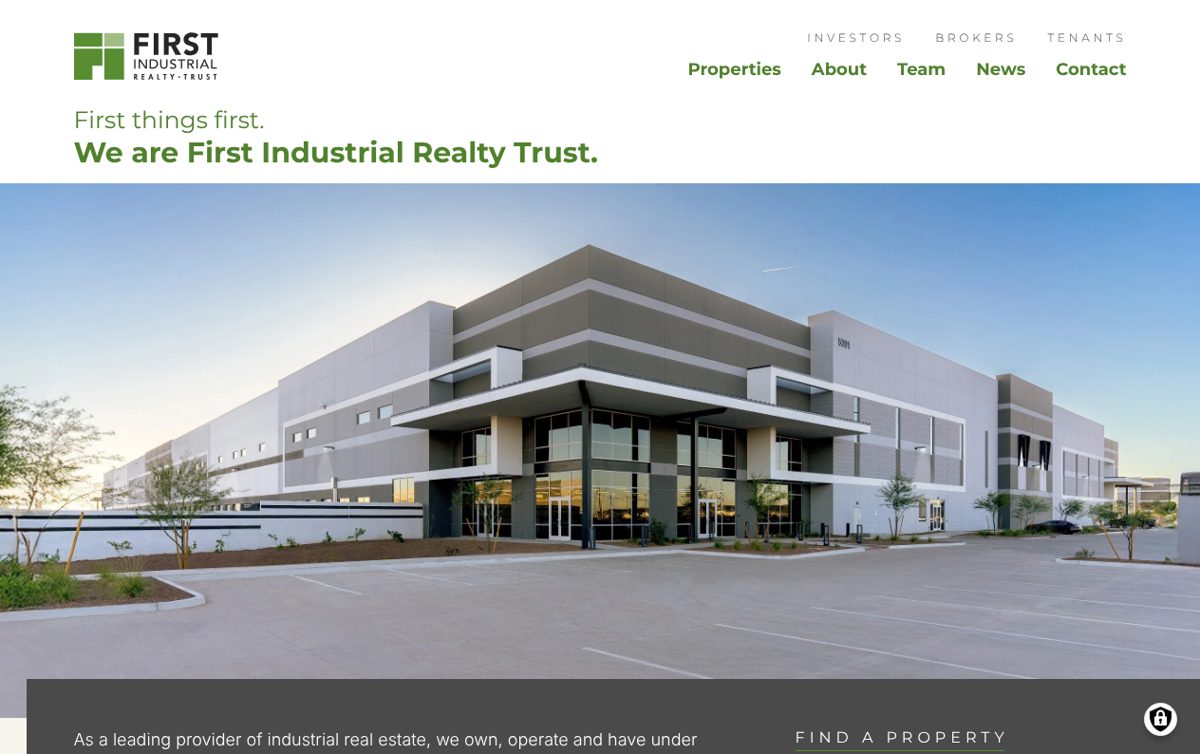 FIRST
INDUSTRIAL
REALTY • TRUST
INVESTORS BROKERS TENANTS
Properties About Team News Contact
First things first.
We are First Industrial Realty Trust.
As a leading provider of industrial real estate, we own, operate and have under
FIND A PROPERTY